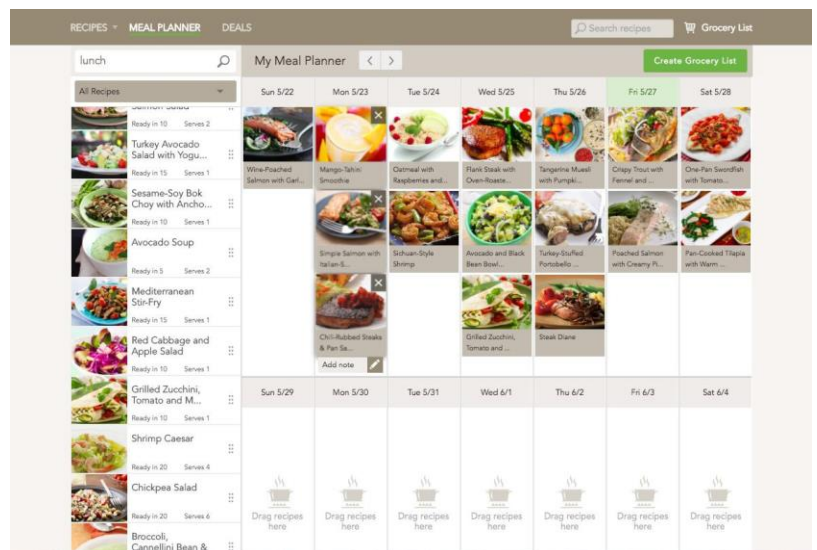 RECIPES MEAL PLANNER DEALS
Search recipes
Grocery List
lunch
My Meal Planner
Create Grocery List
All Recipes
Sun 5/22 Mon 5/23 Tue 5/24 Wed 5/25 Thu 5/26 Fri 5/27 Sat 5/28
Salmon Salad
Ready in 10 Serves 2
Turkey Avocado
Salad with Yogu...
Ready in 15 Serves 1
Sesame-Soy Bok
Choy with Ancho...
Ready in 10 Serves 1
Avocado Soup
Ready in 5 Serves 2
Mediterranean
Stir-Fry
Ready in 15 Serves 1
Red Cabbage and
Apple Salad
Ready in 10 Serves 1
Grilled Zucchini,
Tomato and M...
Ready in 10 Serves 1
Shrimp Caesar
Ready in 20 Serves 4
Chickpea Salad
Ready in 20 Serves 6
Broccoli,
Cannellini Bean &
Wine-Poached
Salmon with Garl...
Mango-Tahini
Smoothie
Oatmeal with
Raspberries and...
Flank Steak with
Oven-Roaste...
Tangerine Muesli
with Pumpki...
Crispy Trout with
Fennel and ...
One-Pan Swordfish
with Tomato...
Simple Salmon with
Italian-S...
Sichuan-Style
Shrimp
Avocado and Black
Bean Bowl...
Turkey-Stuffed
Portobello ...
Poached Salmon
with Creamy Pi...
Pan-Cooked Tilapia
with Warm ...
Chili-Rubbed Steaks
& Pan Sa...
Grilled Zucchini,
Tomato and ...
Steak Diane
Add note
Sun 5/29 Mon 5/30 Tue 5/31 Wed 6/1 Thu 6/2 Fri 6/3 Sat 6/4
Drag recipes Drag recipes Drag recipes Drag recipes Drag recipes Drag recipes Drag recipes
here here here here here here here